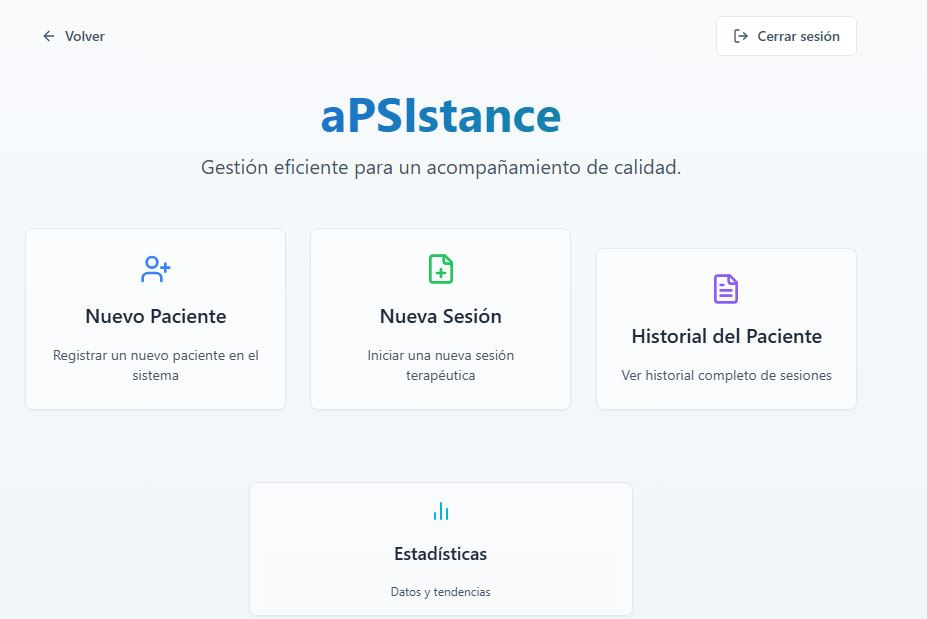 Volver
Cerrar sesión
aPSIstance
Gestión eficiente para un acompañamiento de calidad.
Nuevo Paciente
Registrar un nuevo paciente en el
sistema
Nueva Sesión
Iniciar una nueva sesión
terapéutica
Historial del Paciente
Ver historial completo de sesiones
Estadísticas
Datos y tendencias